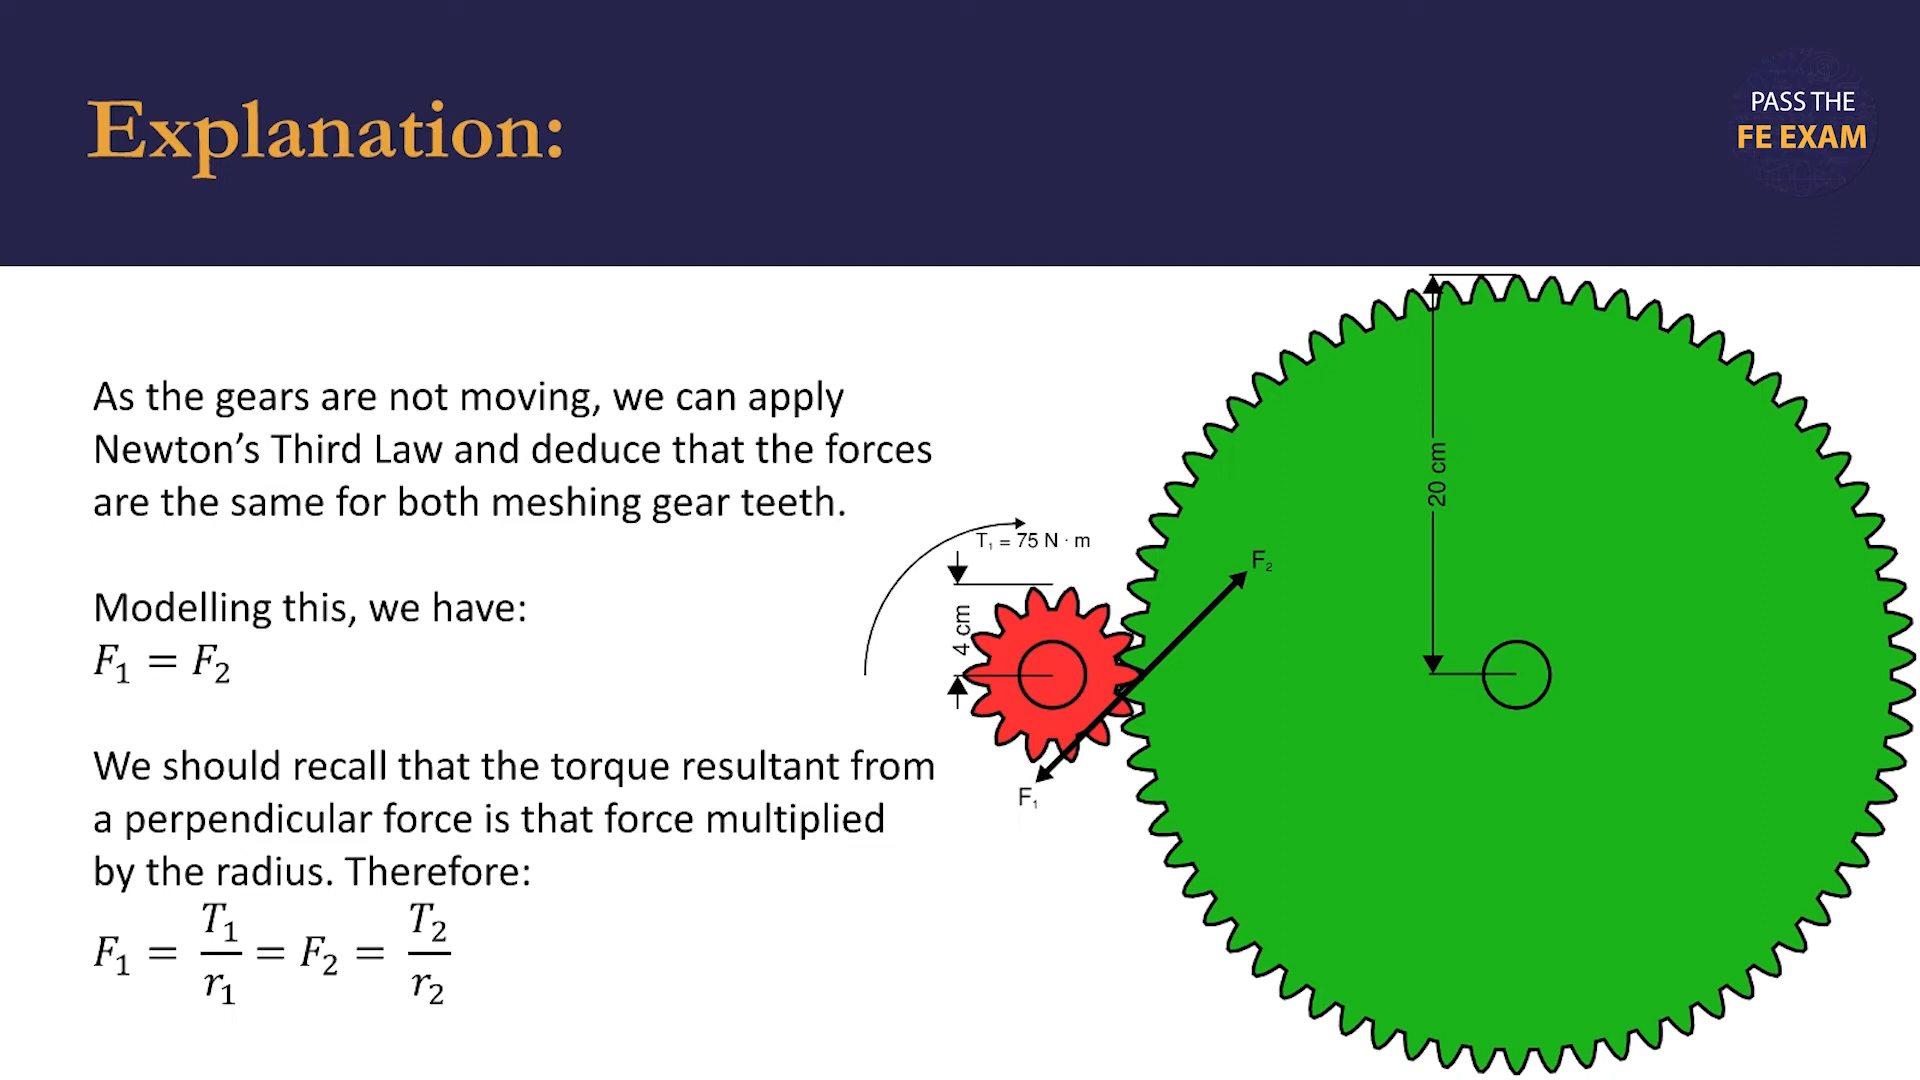 Explanation:
PASS THE
FE EXAM
As the gears are not moving, we can apply
Newton’s Third Law and deduce that the forces
are the same for both meshing gear teeth.
Modelling this, we have:
F₁ = F₂
We should recall that the torque resultant from
a perpendicular force is that force multiplied
by the radius. Therefore:
F₁ = T₁/r₁ = F₂ = T₂/r₂
T₁ = 75 N · m
4 cm
F₁
F₂
20 cm